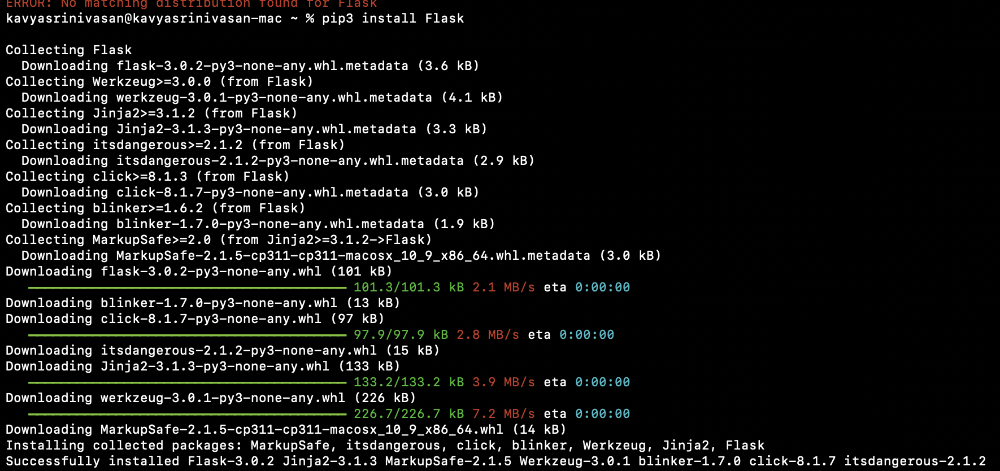 ERROR: No matching distribution found for Flask
kavyasrinivasan@kavyasrinivasan-mac ~ % pip3 install Flask
Collecting Flask
  Downloading flask-3.0.2-py3-none-any.whl.metadata (3.6 kB)
Collecting Werkzeug>=3.0.0 (from Flask)
  Downloading werkzeug-3.0.1-py3-none-any.whl.metadata (4.1 kB)
Collecting Jinja2>=3.1.2 (from Flask)
  Downloading Jinja2-3.1.3-py3-none-any.whl.metadata (3.3 kB)
Collecting itsdangerous>=2.1.2 (from Flask)
  Downloading itsdangerous-2.1.2-py3-none-any.whl.metadata (2.9 kB)
Collecting click>=8.1.3 (from Flask)
  Downloading click-8.1.7-py3-none-any.whl.metadata (3.0 kB)
Collecting blinker>=1.6.2 (from Flask)
  Downloading blinker-1.7.0-py3-none-any.whl.metadata (1.9 kB)
Collecting MarkupSafe>=2.0 (from Jinja2>=3.1.2->Flask)
  Downloading MarkupSafe-2.1.5-cp311-cp311-macosx_10_9_x86_64.whl.metadata (3.0 kB)
Downloading flask-3.0.2-py3-none-any.whl (101 kB)
101.3/101.3 kB 2.1 MB/s eta 0:00:00
Downloading blinker-1.7.0-py3-none-any.whl (13 kB)
Downloading click-8.1.7-py3-none-any.whl (97 kB)
97.9/97.9 kB 2.8 MB/s eta 0:00:00
Downloading itsdangerous-2.1.2-py3-none-any.whl (15 kB)
Downloading Jinja2-3.1.3-py3-none-any.whl (133 kB)
133.2/133.2 kB 3.9 MB/s eta 0:00:00
Downloading werkzeug-3.0.1-py3-none-any.whl (226 kB)
226.7/226.7 kB 7.2 MB/s eta 0:00:00
Downloading MarkupSafe-2.1.5-cp311-cp311-macosx_10_9_x86_64.whl (14 kB)
Installing collected packages: MarkupSafe, itsdangerous, click, blinker, Werkzeug, Jinja2, Flask
Successfully installed Flask-3.0.2 Jinja2-3.1.3 MarkupSafe-2.1.5 Werkzeug-3.0.1 blinker-1.7.0 click-8.1.7 itsdangerous-2.1.2